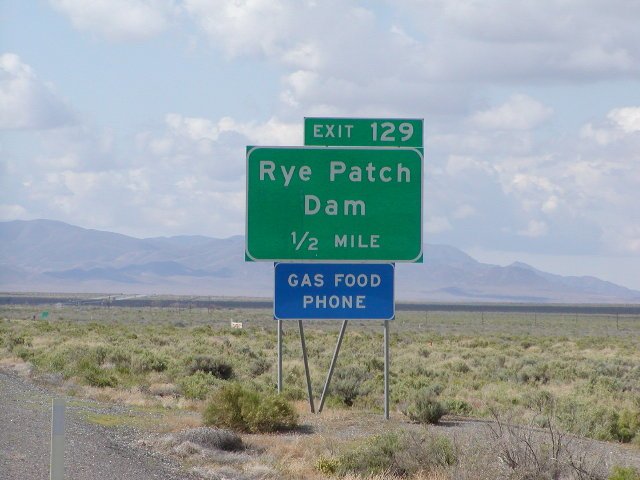 EXIT 129
Rye Patch
Dam
1/2 MILE
GAS FOOD
PHONE